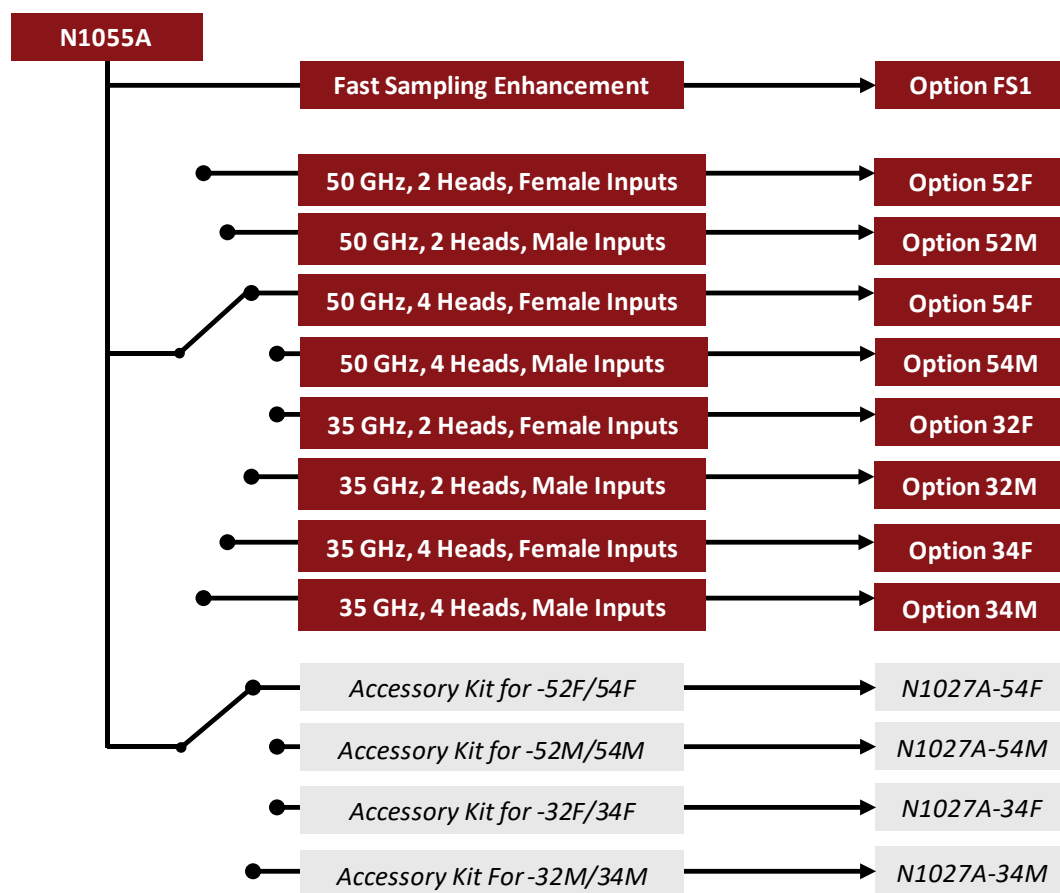 N1055A
Fast Sampling Enhancement Option FS1
50 GHz, 2 Heads, Female Inputs Option 52F
50 GHz, 2 Heads, Male Inputs Option 52M
50 GHz, 4 Heads, Female Inputs Option 54F
50 GHz, 4 Heads, Male Inputs Option 54M
35 GHz, 2 Heads, Female Inputs Option 32F
35 GHz, 2 Heads, Male Inputs Option 32M
35 GHz, 4 Heads, Female Inputs Option 34F
35 GHz, 4 Heads, Male Inputs Option 34M
Accessory Kit for -52F/54F N1027A-54F
Accessory Kit for -52M/54M N1027A-54M
Accessory Kit for -32F/34F N1027A-34F
Accessory Kit For -32M/34M N1027A-34M